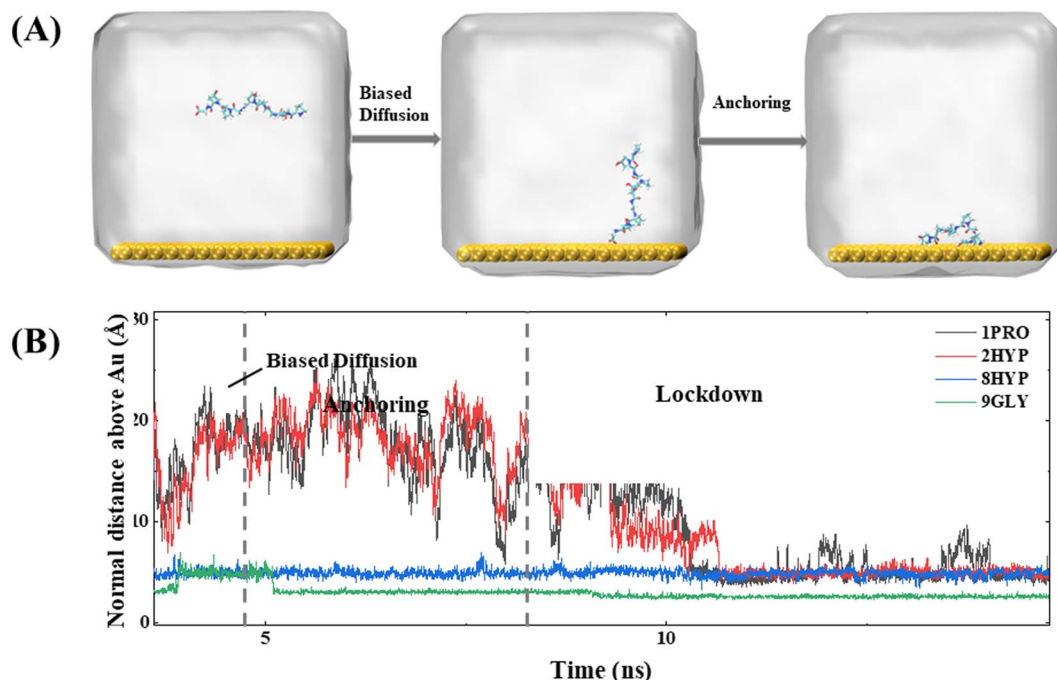 (A)
Biased
Diffusion
Anchoring
(B)
Normal distance above Au (Å)
30
20
10
0
Biased Diffusion
Anchoring
Lockdown
1PRO
2HYP
8HYP
9GLY
5
10
Time (ns)